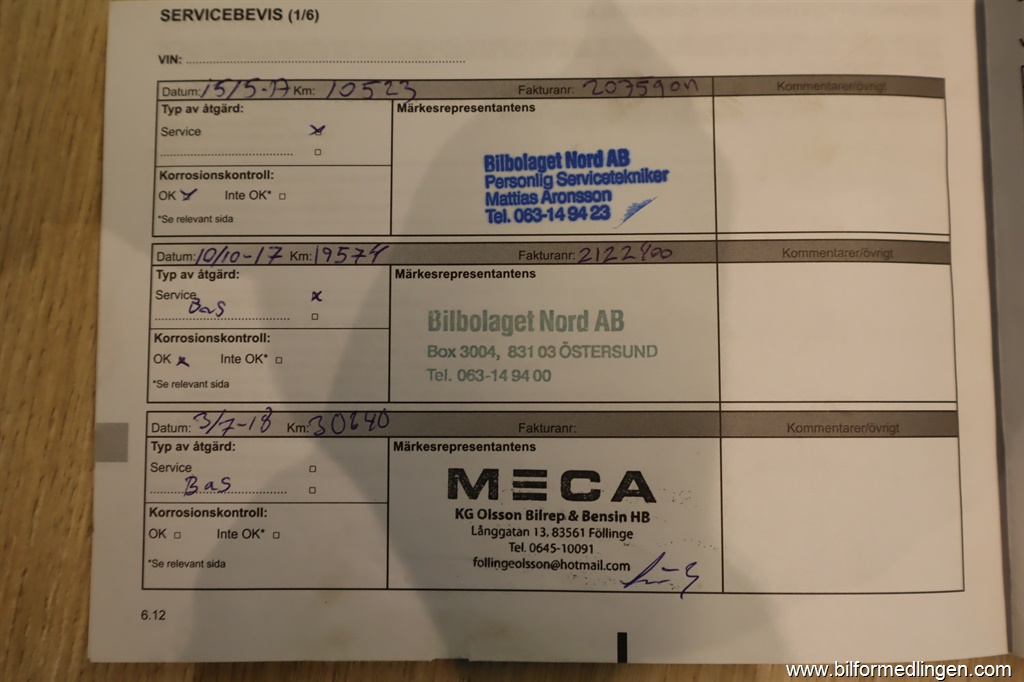 SERVICEBEVIS (1/6)
VIN: ........................................
Datum: 15/5-17 Km: 10523 Fakturanr: Kommentarer/övrigt
Typ av åtgärd: Märkesrepresentantens
Service x
Bilbolaget Nord AB
Personlig Servicetekniker
Mattias Aronsson
Tel. 063-14 94 23
Korrosionskontroll:
OK x Inte OK* □
*Se relevant sida
Datum: 10/10-17 Km: 19574 Fakturanr: 2122400 Kommentarer/övrigt
Typ av åtgärd: Märkesrepresentantens
Service x
Bas
Bilbolaget Nord AB
Box 3004, 831 03 ÖSTERSUND
Tel. 063-14 94 00
Korrosionskontroll:
OK x Inte OK* □
*Se relevant sida
Datum: 3/7-18 Km: 30640 Fakturanr: Kommentarer/övrigt
Typ av åtgärd: Märkesrepresentantens
Service □
Bas □
MECA
KG Olsson Bilrep & Bensin HB
Långgatan 13, 83561 Föllinge
Tel. 0645-10091
follingeolsson@hotmail.com
Korrosionskontroll:
OK □ Inte OK* □
*Se relevant sida
6.12
www.bilformedlingen.com